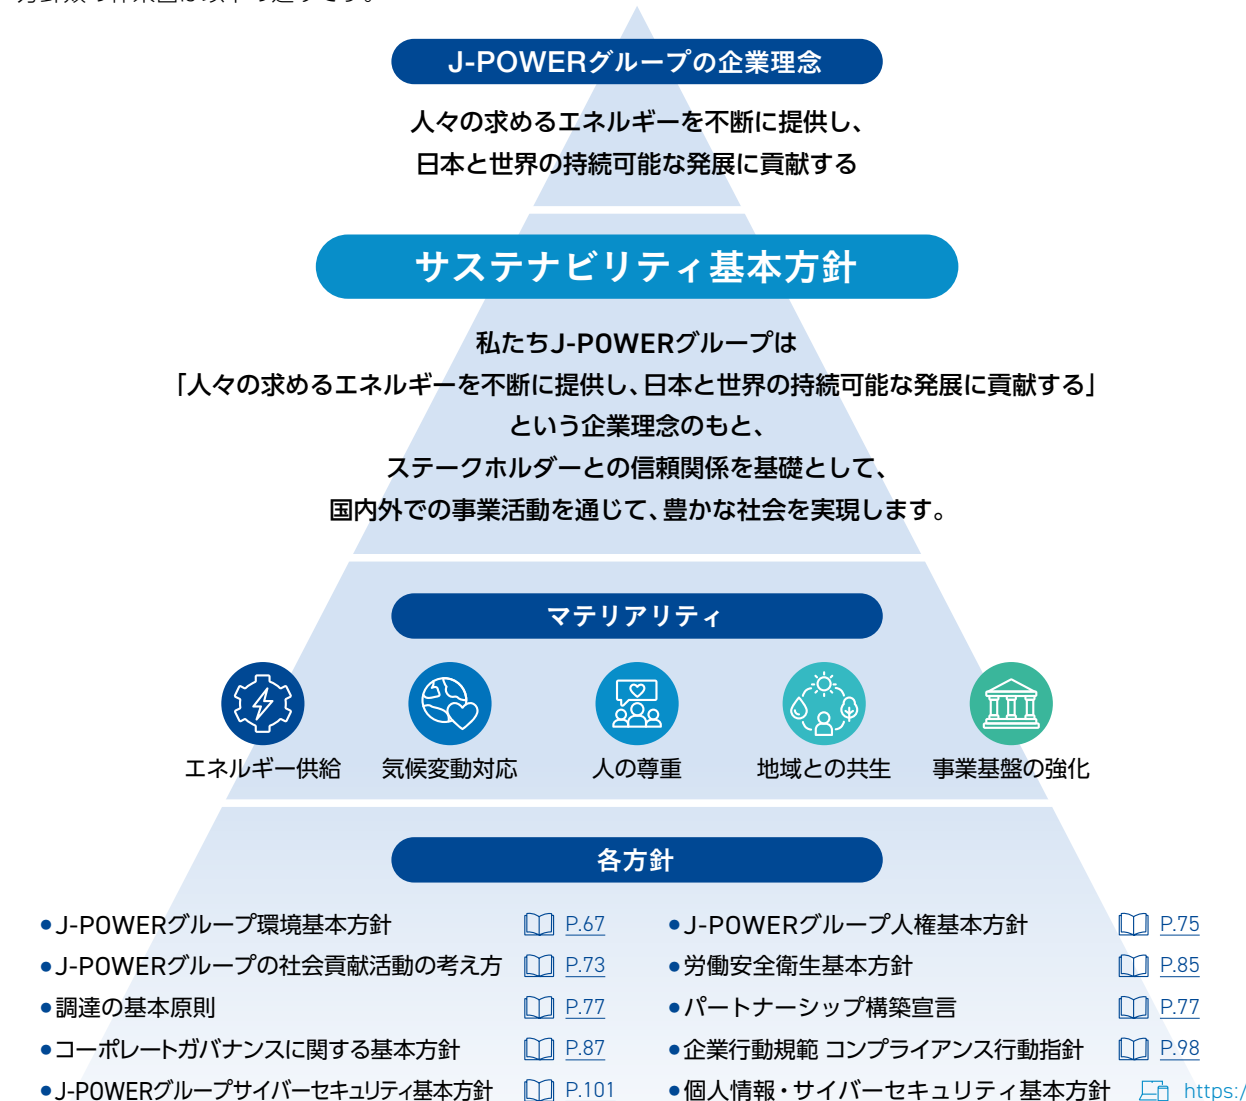 J-POWERグループの企業理念
人々の求めるエネルギーを不断に提供し、
日本と世界の持続可能な発展に貢献する
サステナビリティ基本方針
私たちJ-POWERグループは
「人々の求めるエネルギーを不断に提供し、日本と世界の持続可能な発展に貢献する」
という企業理念のもと、
ステークホルダーとの信頼関係を基礎として、
国内外での事業活動を通じて、豊かな社会を実現します。
マテリアリティ
エネルギー供給 気候変動対応 人の尊重 地域との共生 事業基盤の強化
各方針
●J-POWERグループ環境基本方針 P.67
●J-POWERグループの社会貢献活動の考え方 P.73
●調達の基本原則 P.77
●コーポレートガバナンスに関する基本方針 P.87
●J-POWERグループサイバーセキュリティ基本方針 P.101
●J-POWERグループ人権基本方針 P.75
●労働安全衛生基本方針 P.85
●パートナーシップ構築宣言 P.77
●企業行動規範 コンプライアンス行動指針 P.98
●個人情報・サイバーセキュリティ基本方針 https:/